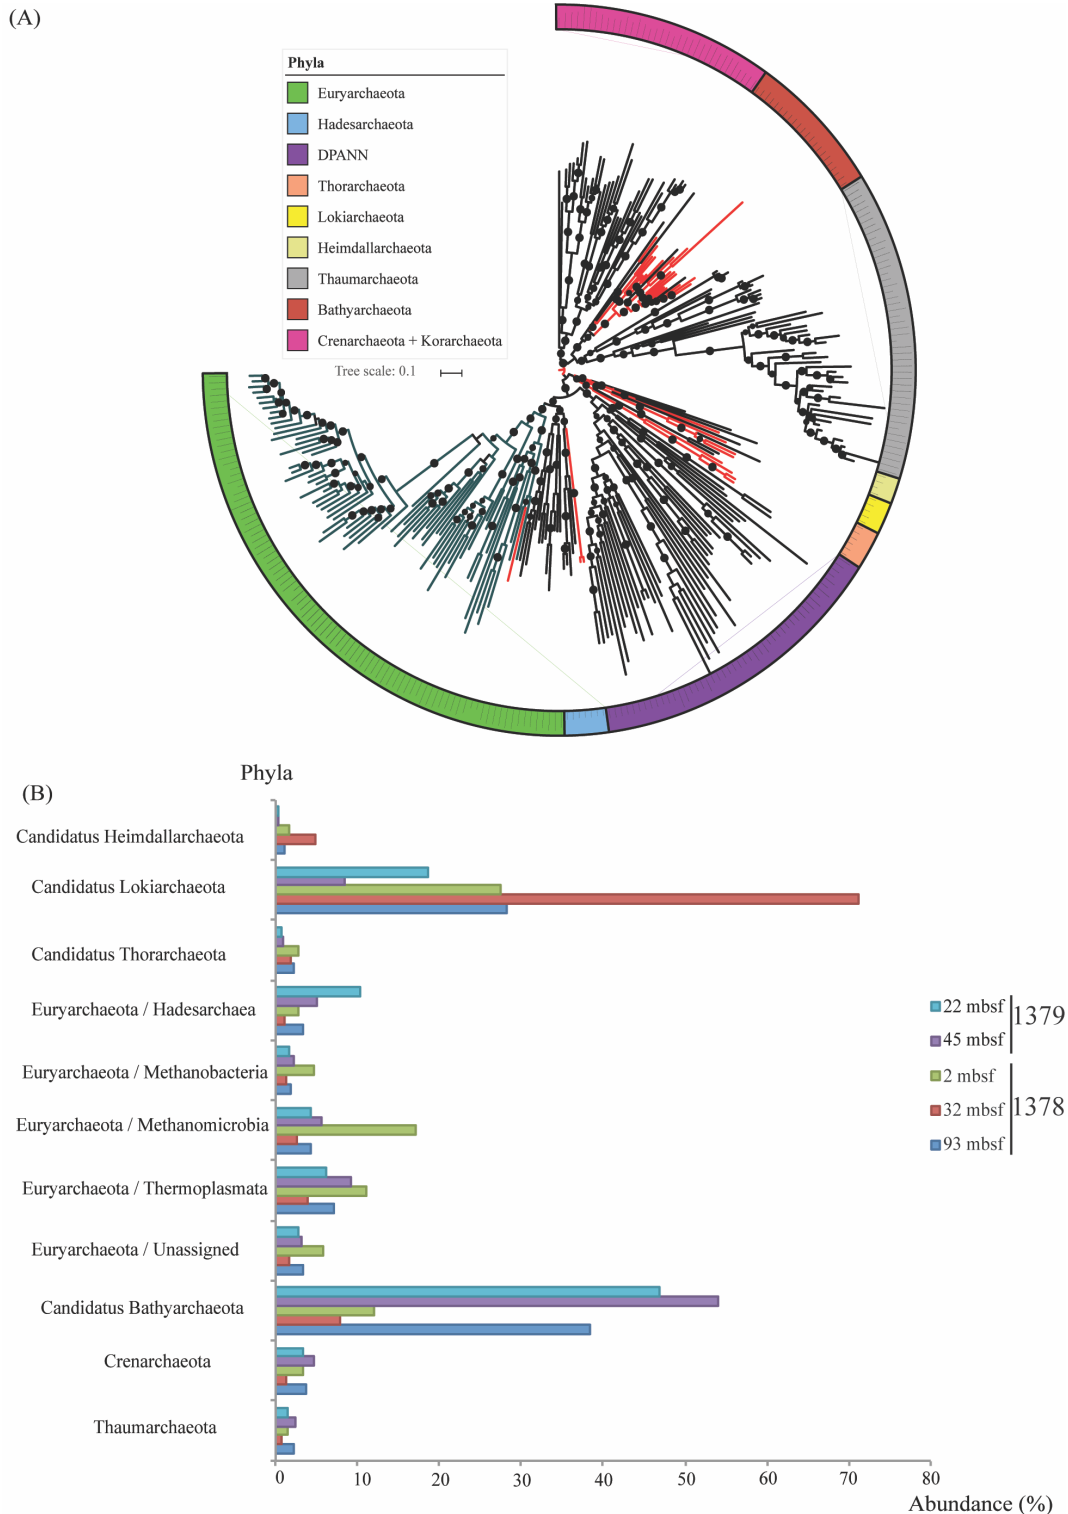 (A)
Phyla
Euryarchaeota
Hadesarchaeota
DPANN
Thorarchaeota
Lokiarchaeota
Heimdallarchaeota
Thaumarchaeota
Bathyarchaeota
Crenarchaeota + Korarchaeota
Tree scale: 0.1
Phyla
(B)
Candidatus Heimdallarchaeota
Candidatus Lokiarchaeota
Candidatus Thorarchaeota
Euryarchaeota / Hadesarchaea
Euryarchaeota / Methanobacteria
Euryarchaeota / Methanomicrobia
Euryarchaeota / Thermoplasmata
Euryarchaeota / Unassigned
Candidatus Bathyarchaeota
Crenarchaeota
Thaumarchaeota
22 mbsf
45 mbsf
1379
2 mbsf
32 mbsf
93 mbsf
1378
0 10 20 30 40 50 60 70 80
Abundance (%)